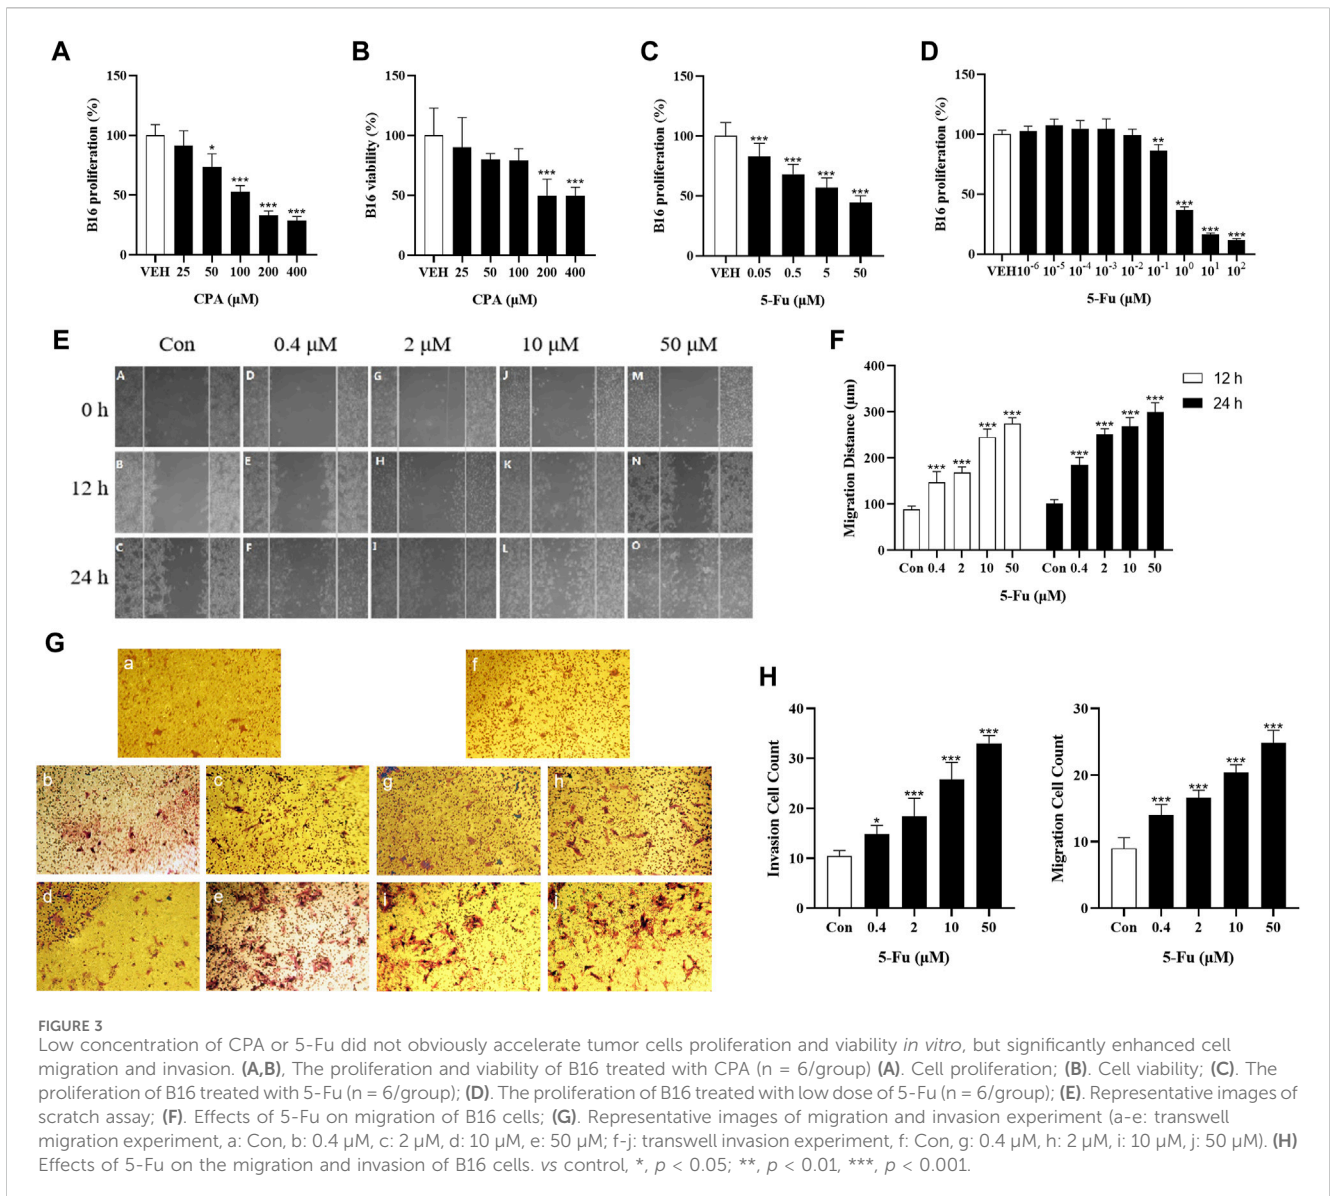 A
B16 proliferation (%)
150
100
50
0
*
***
***
***
VEH 25 50 100 200 400
CPA (µM)
B
B16 viability (%)
150
100
50
0
***
***
VEH 25 50 100 200 400
CPA (µM)
C
B16 proliferation (%)
150
100
50
0
***
***
***
***
VEH 0.05 0.5 5 50
5-Fu (µM)
D
B16 proliferation (%)
150
100
50
0
**
***
***
***
VEH 10⁻⁶ 10⁻⁵ 10⁻⁴ 10⁻³ 10⁻² 10⁻¹ 10⁰ 10¹ 10²
5-Fu (µM)
E
Con 0.4 µM 2 µM 10 µM 50 µM
0 h
A D G J M
12 h
B E H K N
24 h
C F I L O
F
Migration Distance (µm)
400
300
200
100
0
***
***
***
***
***
***
***
***
12 h
24 h
Con 0.4 2 10 50 Con 0.4 2 10 50
5-Fu (µM)
G
a f
b c g h
d e i j
H
Invasion Cell Count
40
30
20
10
0
*
***
***
***
Con 0.4 2 10 50
5-Fu (µM)
Migration Cell Count
30
20
10
0
***
***
***
***
Con 0.4 2 10 50
5-Fu (µM)
FIGURE 3
Low concentration of CPA or 5-Fu did not obviously accelerate tumor cells proliferation and viability in vitro, but significantly enhanced cell
migration and invasion. (A,B), The proliferation and viability of B16 treated with CPA (n = 6/group) (A). Cell proliferation; (B). Cell viability; (C). The
proliferation of B16 treated with 5-Fu (n = 6/group); (D). The proliferation of B16 treated with low dose of 5-Fu (n = 6/group); (E). Representative images of
scratch assay; (F). Effects of 5-Fu on migration of B16 cells; (G). Representative images of migration and invasion experiment (a-e: transwell
migration experiment, a: Con, b: 0.4 µM, c: 2 µM, d: 10 µM, e: 50 µM; f-j: transwell invasion experiment, f: Con, g: 0.4 µM, h: 2 µM, i: 10 µM, j: 50 µM). (H)
Effects of 5-Fu on the migration and invasion of B16 cells. vs control, *, p < 0.05; **, p < 0.01, ***, p < 0.001.